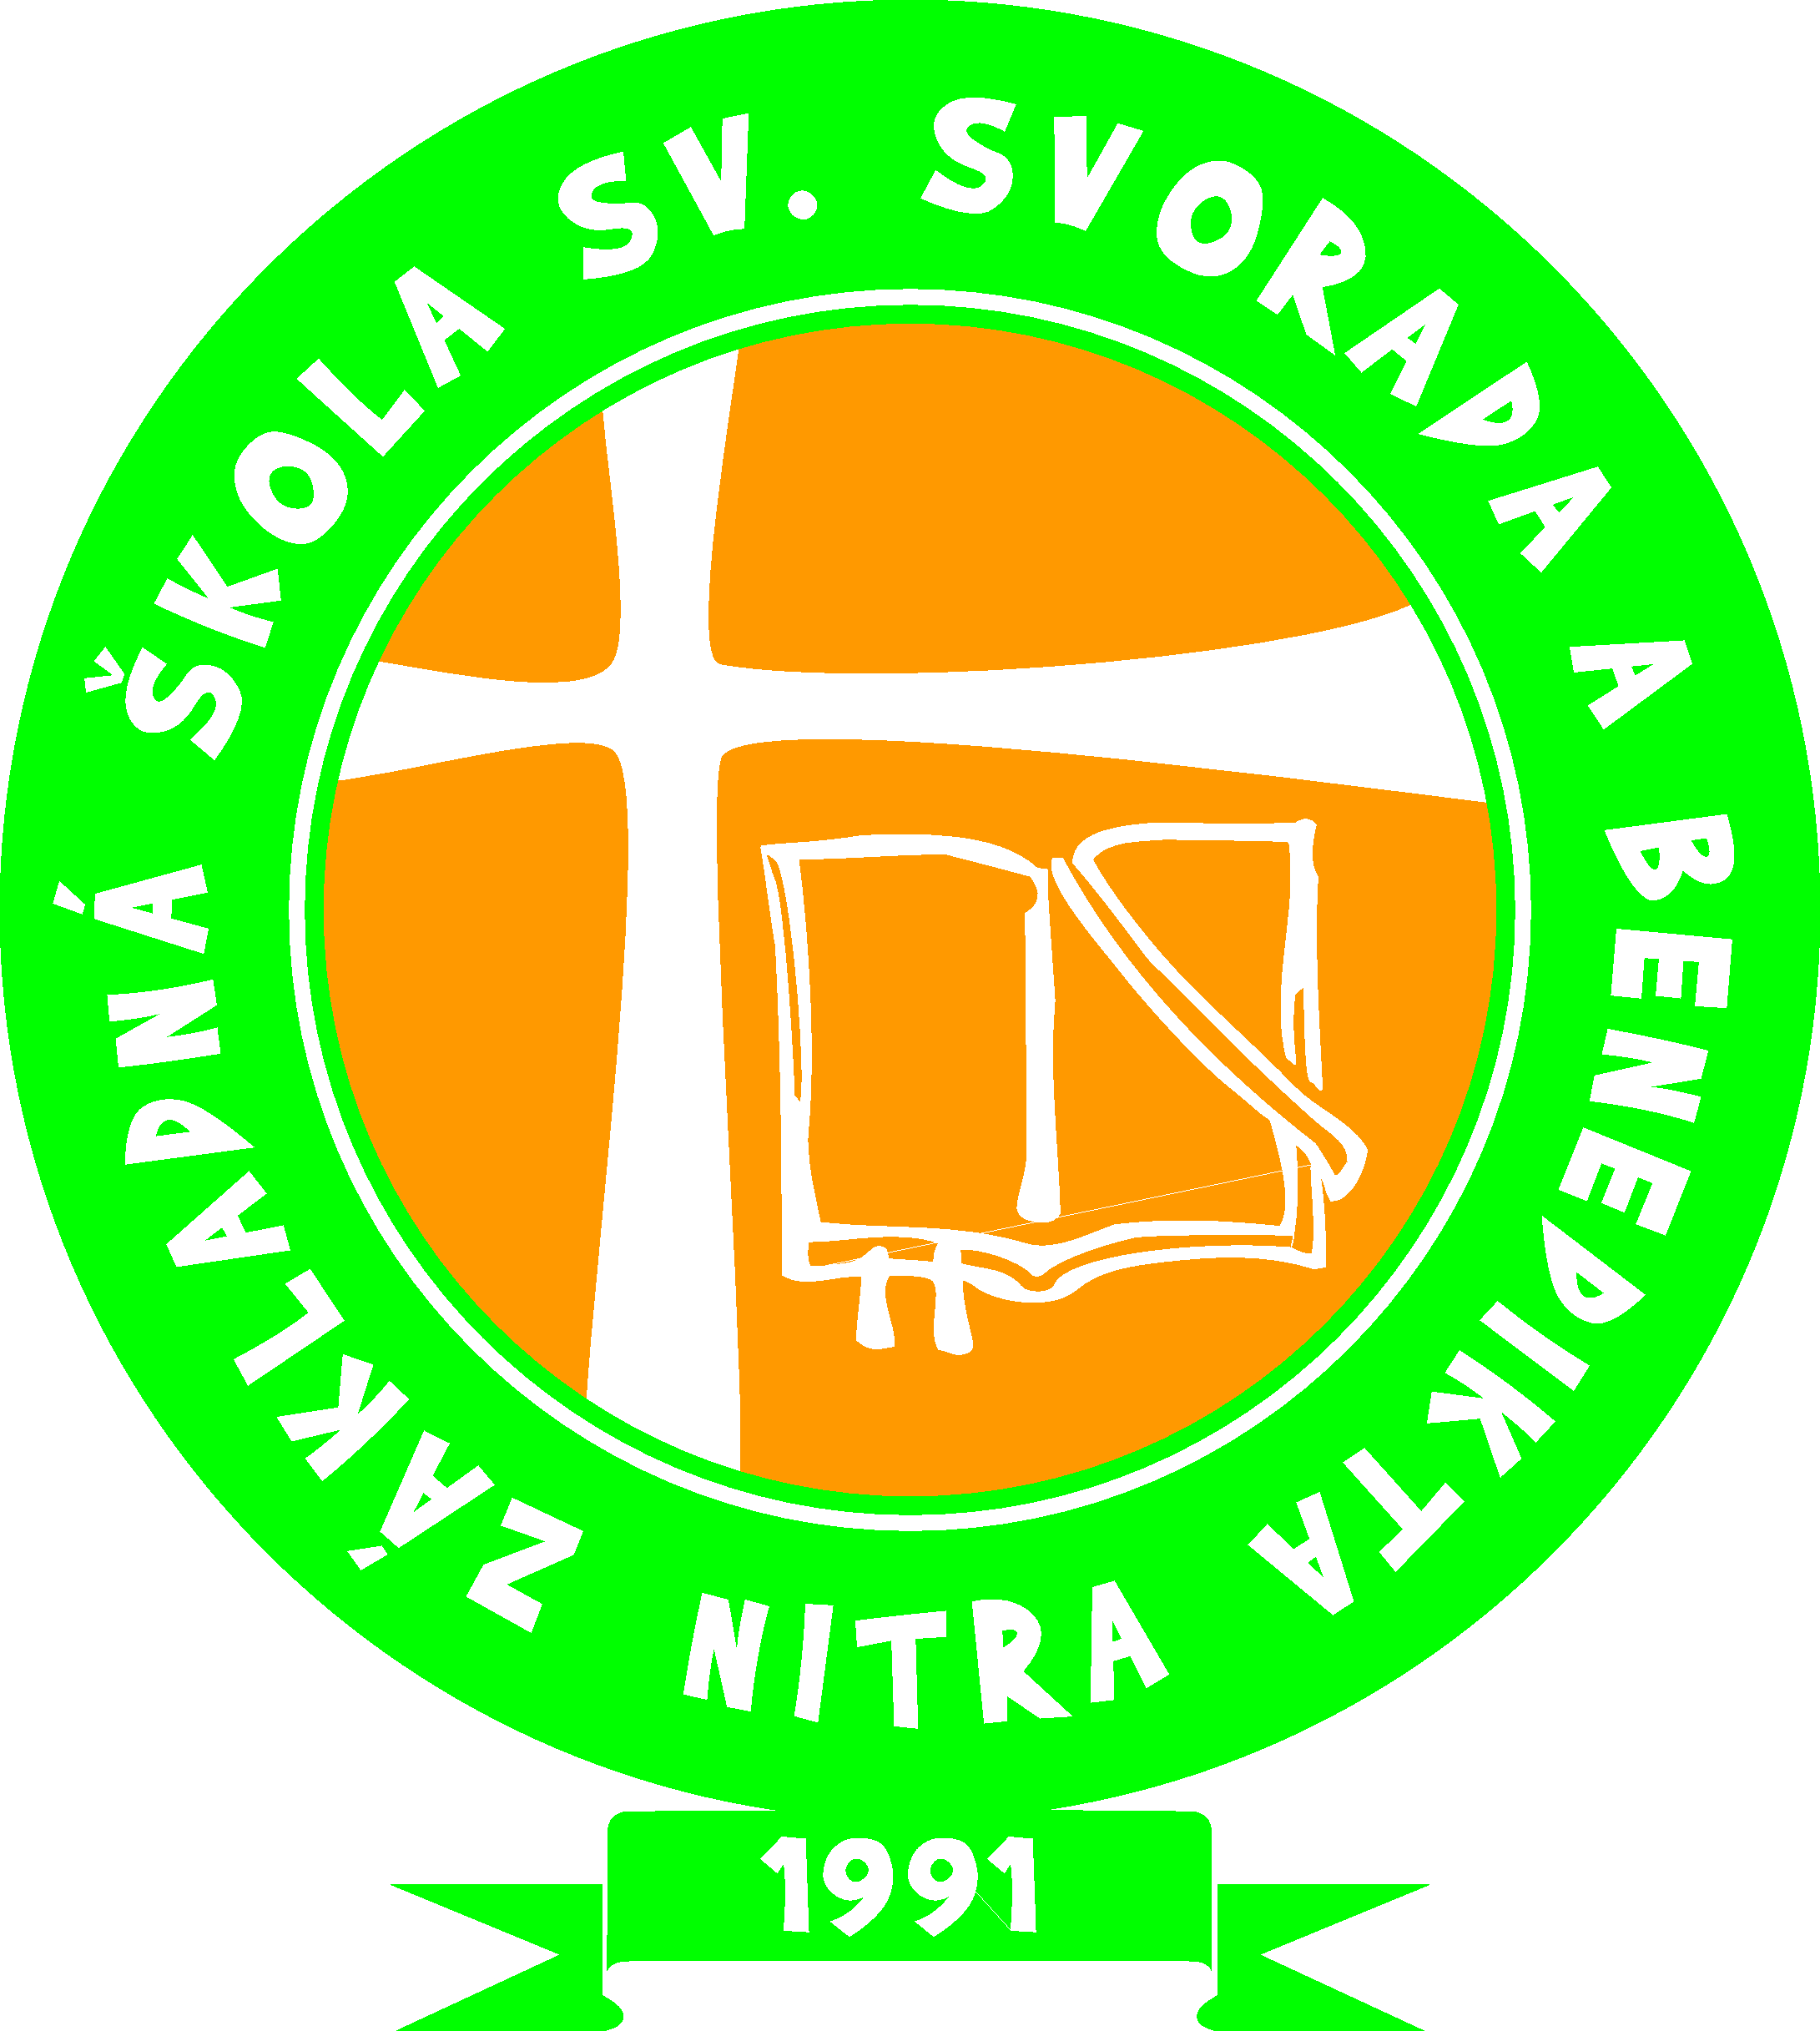 ZÁKLADNÁ ŠKOLA SV. SVORADA A BENEDIKTA
NITRA
1991